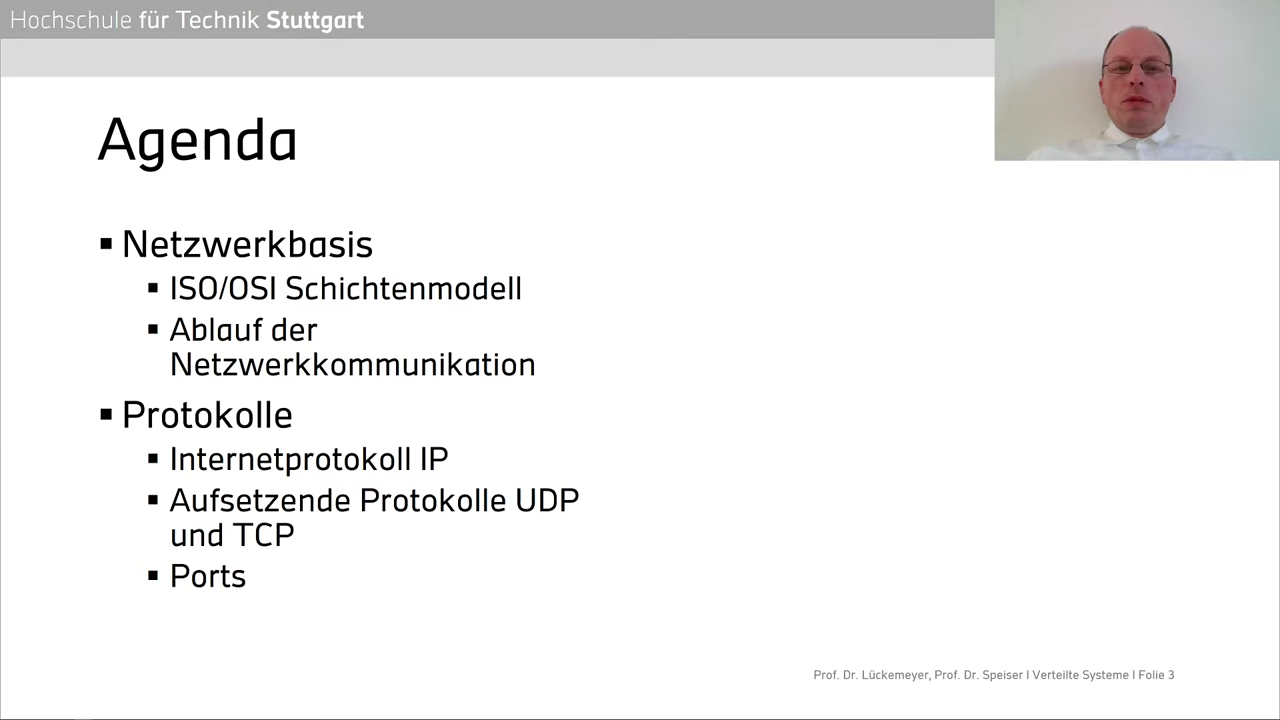 Hochschule für Technik Stuttgart
Agenda
▪ Netzwerkbasis
▪ ISO/OSI Schichtenmodell
▪ Ablauf der
Netzwerkkommunikation
▪ Protokolle
▪ Internetprotokoll IP
▪ Aufsetzende Protokolle UDP
und TCP
▪ Ports
Prof. Dr. Lückemeyer, Prof. Dr. Speiser I Verteilte Systeme I Folie 3